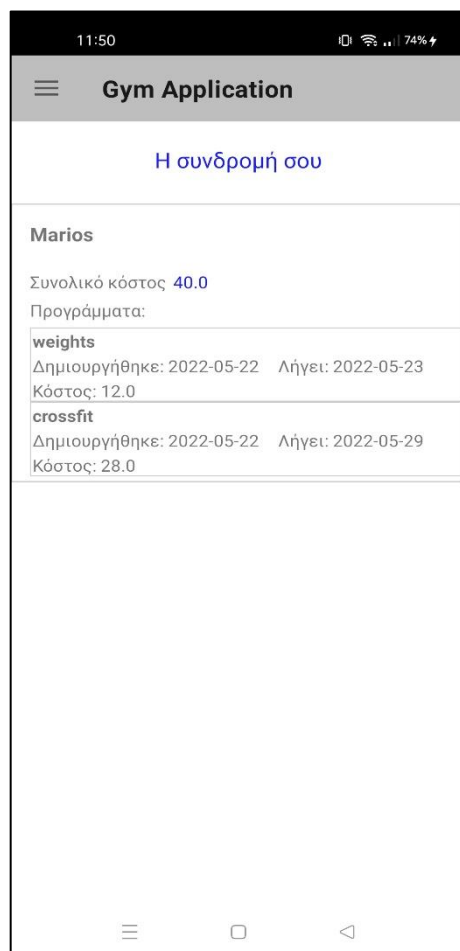 11:50 74%
Gym Application
Η συνδρομή σου
Marios
Συνολικό κόστος 40.0
Προγράμματα:
weights
Δημιουργήθηκε: 2022-05-22 Λήγει: 2022-05-23
Κόστος: 12.0
crossfit
Δημιουργήθηκε: 2022-05-22 Λήγει: 2022-05-29
Κόστος: 28.0